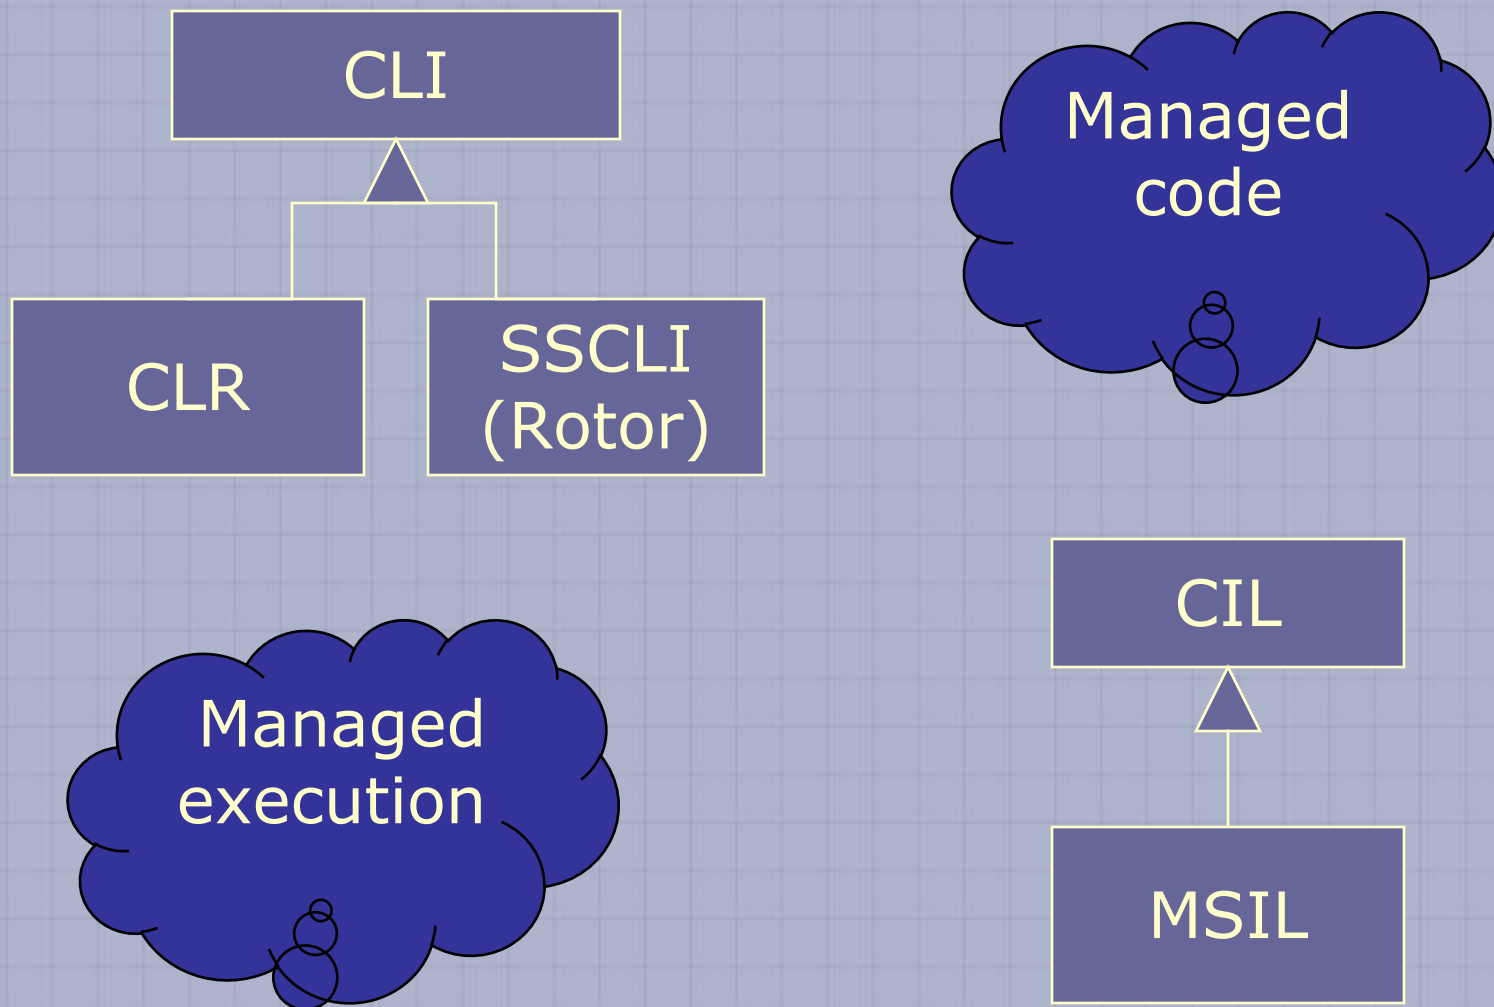 CLI
Managed
code
CLR
SSCLI
(Rotor)
CIL
Managed
execution
MSIL